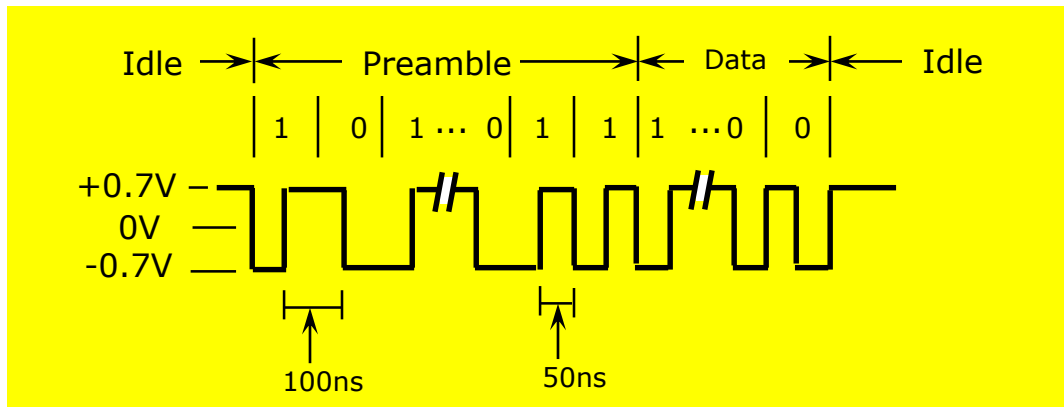 Idle Preamble Data Idle
1 0 1 ... 0 1 1 1 ...0 0
+0.7V
0V
-0.7V
100ns 50ns